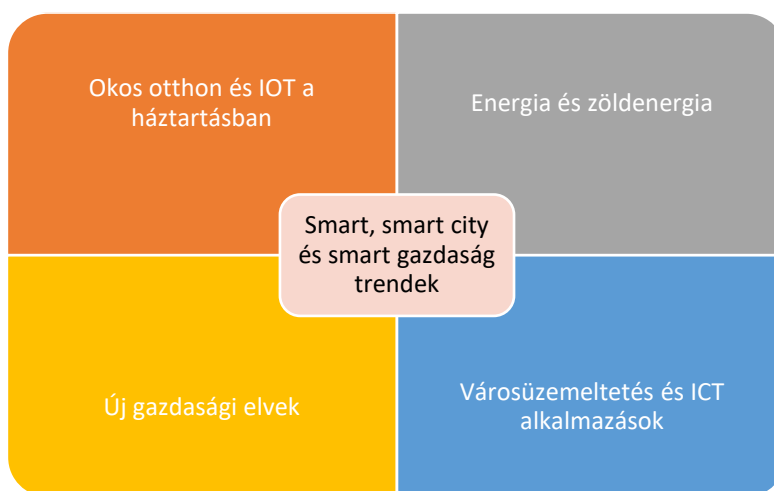 Okos otthon és IOT a
háztartásban
Energia és zöldenergia
Smart, smart city
és smart gazdaság
trendek
Új gazdasági elvek
Városüzemeltetés és ICT
alkalmazások